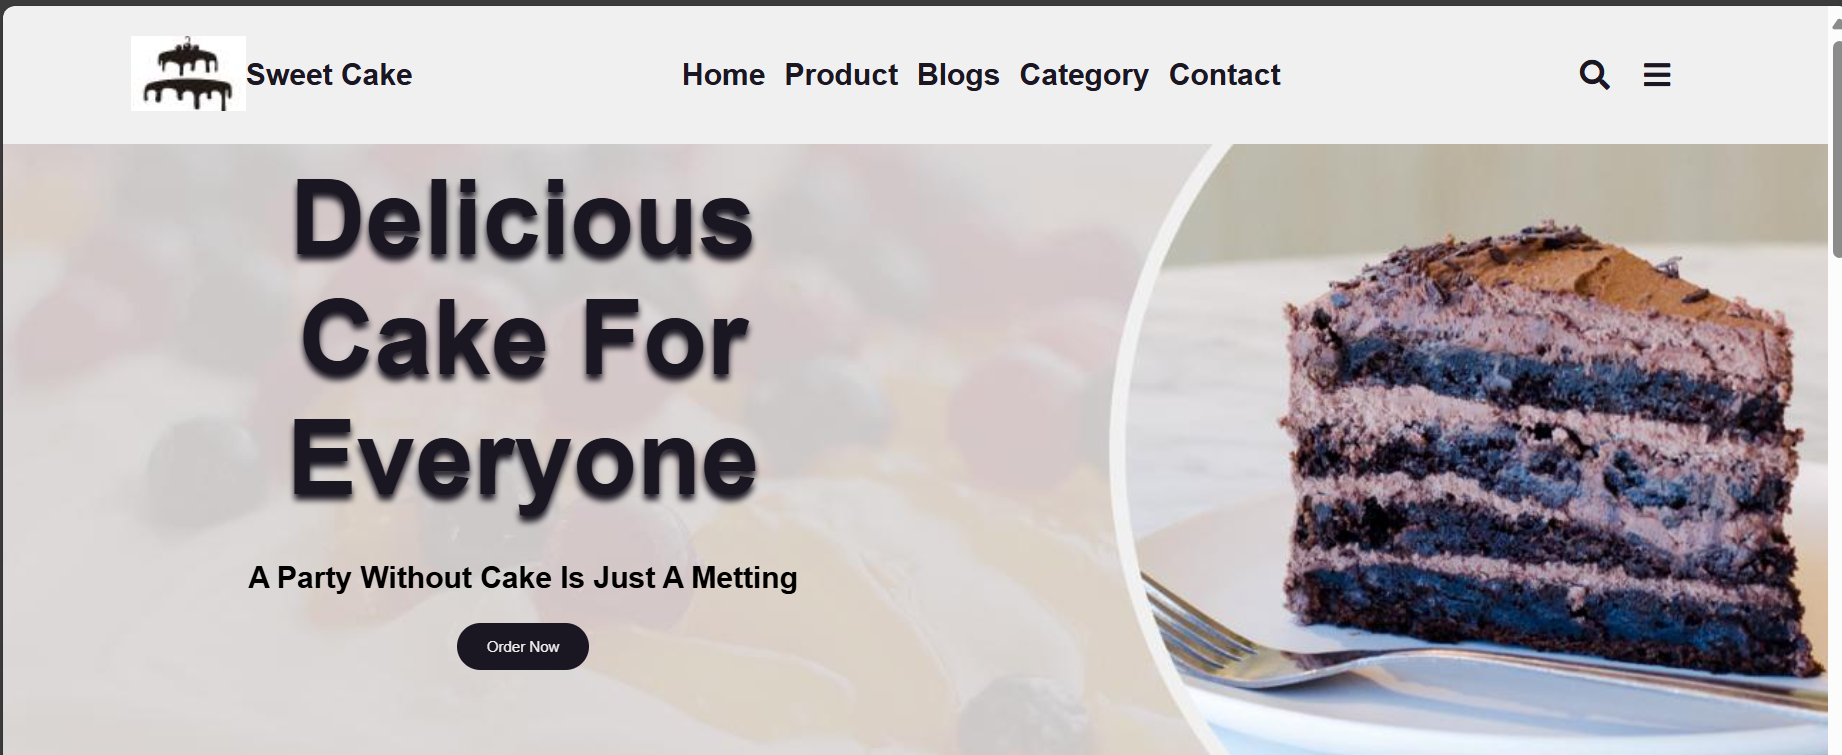 Sweet Cake
Home Product Blogs Category Contact
Delicious
Cake For
Everyone
A Party Without Cake Is Just A Metting
Order Now